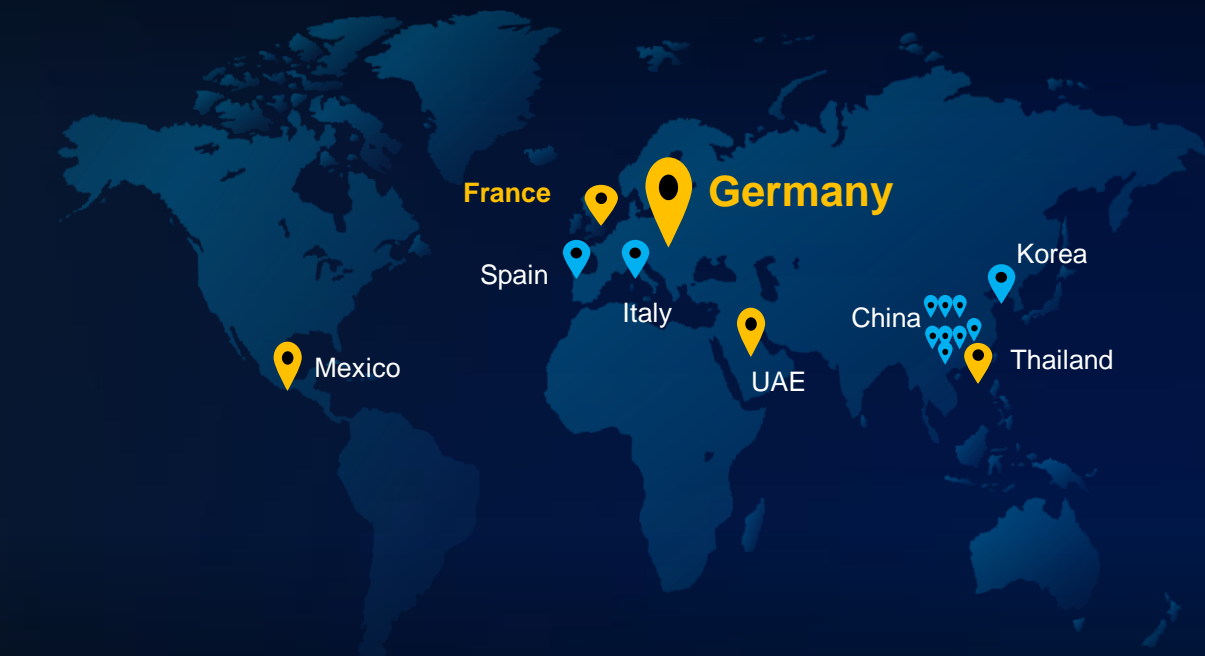 France
Germany
Korea
Spain
Italy
China
Mexico
UAE
Thailand